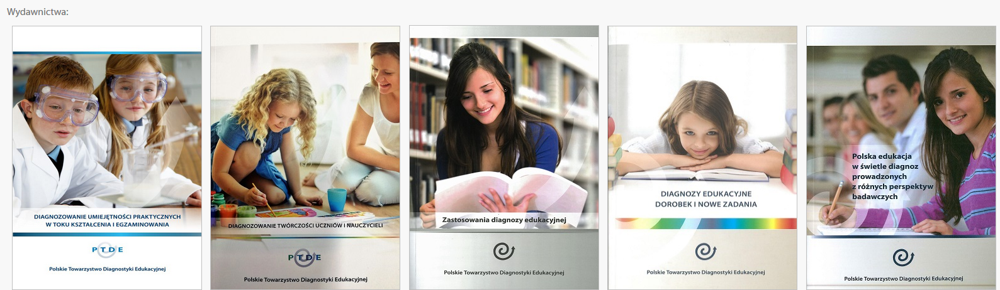 Wydawnictwa:
DIAGNOZOWANIE UMIEJĘTNOŚCI PRAKTYCZNYCH
W TOKU KSZTAŁCENIA I EGZAMINOWANIA
PTDE
Polskie Towarzystwo Diagnostyki Edukacyjnej
DIAGNOZOWANIE TWÓRCZOŚCI UCZNIÓW I NAUCZYCIELI
PTDE
Polskie Towarzystwo Diagnostyki Edukacyjnej
Zastosowania diagnozy edukacyjnej
Polskie Towarzystwo Diagnostyki Edukacyjnej
DIAGNOZY EDUKACYJNE
DOROBEK I NOWE ZADANIA
Polskie Towarzystwo Diagnostyki Edukacyjnej
Polska edukacja
w świetle diagnoz
prowadzonych
z różnych perspektyw
badawczych
Polskie Towarzystwo Diagnostyki Edukacyjnej